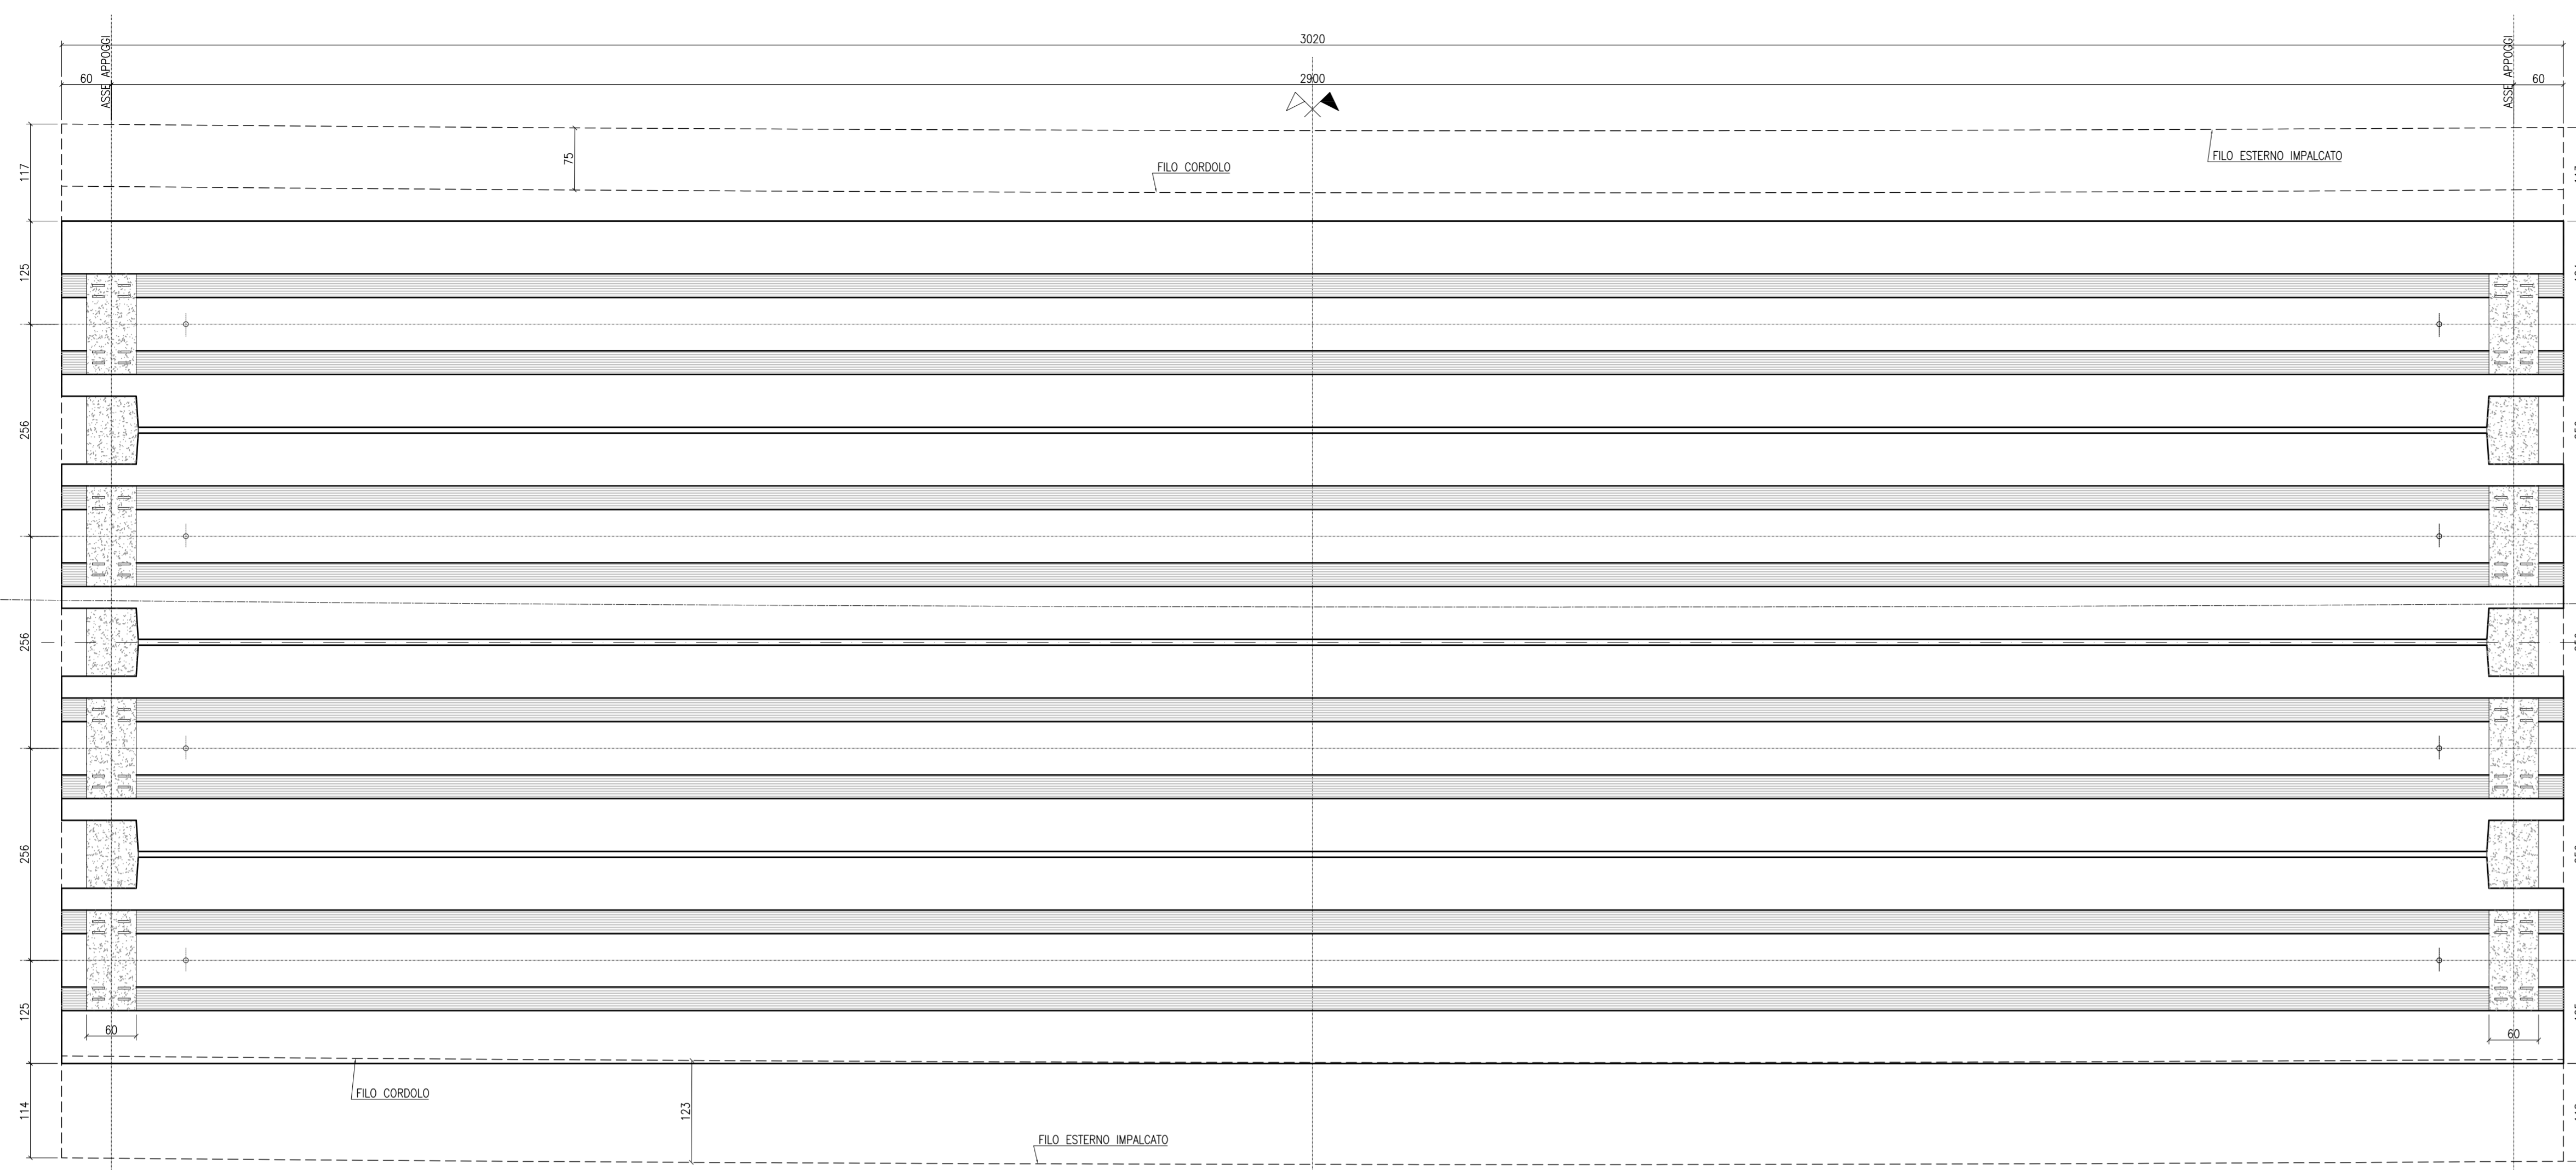 3020
60
ASSE APPOGGI
2900
ASSE APPOGGI
60
117
75
FILO CORDOLO
FILO ESTERNO IMPALCATO
125
256
256
256
125
60
60
114
FILO CORDOLO
123
FILO ESTERNO IMPALCATO